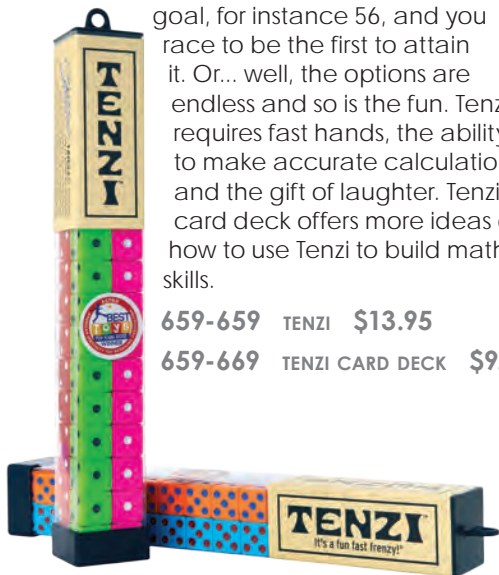 goal, for instance 56, and you
race to be the first to attain
it. Or... well, the options are
endless and so is the fun. Tenz
requires fast hands, the ability
to make accurate calculatio
and the gift of laughter. Tenzi
card deck offers more ideas
how to use Tenzi to build math
skills.
659-659 TENZI $13.95
659-669 TENZI CARD DECK $9
TENZI
BEST
TOYS
WINNER
TENZI
It's a fun fast frenzy!